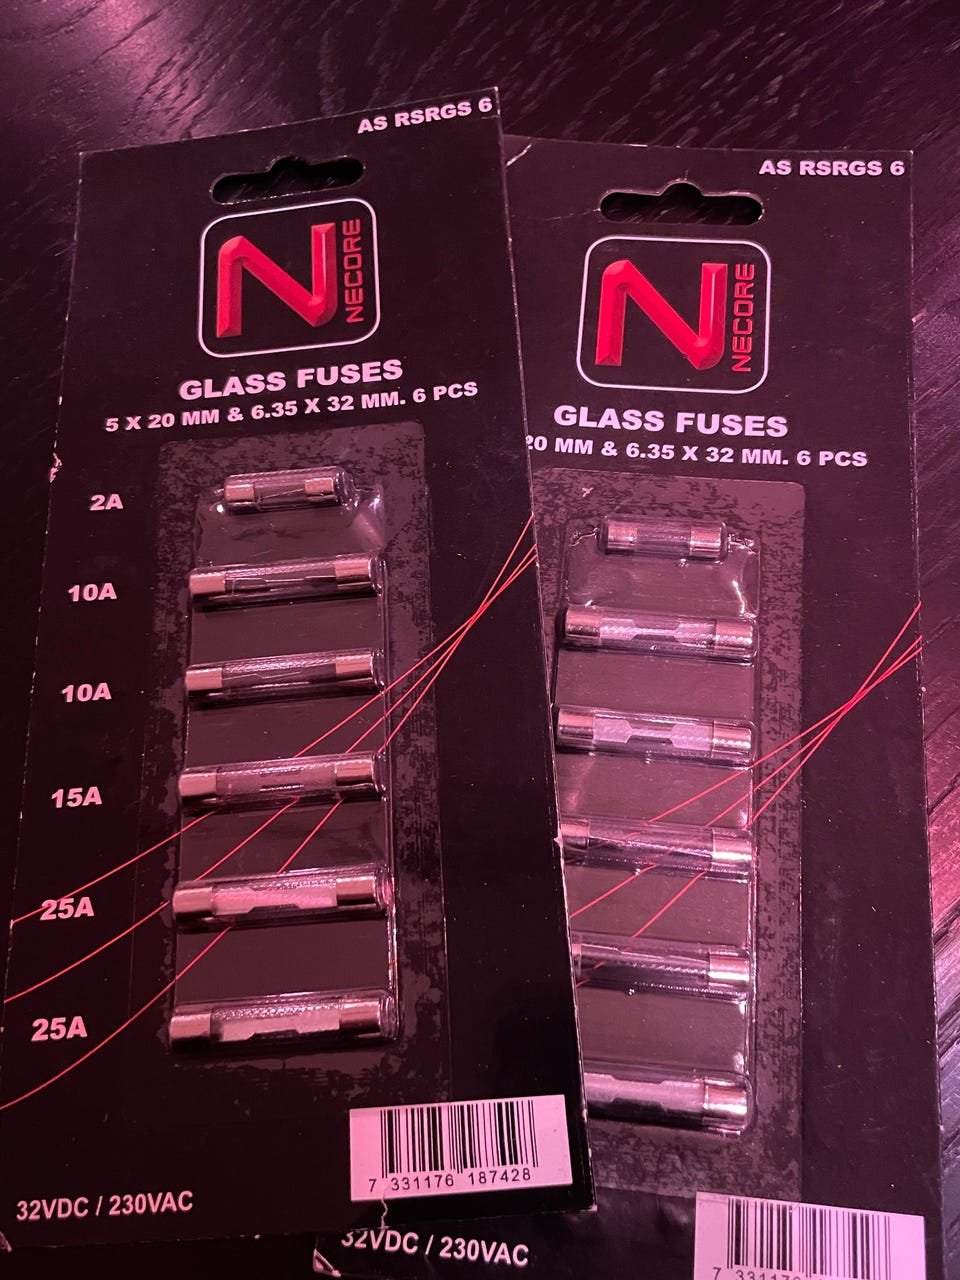 AS RSRGS 6
N NECORE
GLASS FUSES
5 X 20 MM & 6.35 X 32 MM. 6 PCS
2A
10A
10A
15A
25A
25A
32VDC / 230VAC
7 331176 187428
AS RSRGS 6
N NECORE
GLASS FUSES
20 MM & 6.35 X 32 MM. 6 PCS
32VDC / 230VAC